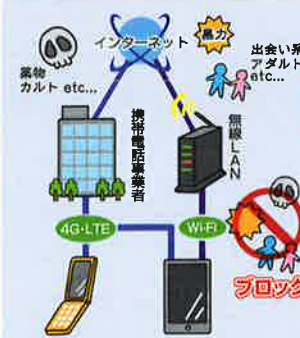 インターネット
暴力
出会い系
アダルト
etc...
薬物
カルト etc...
携帯電話事業者
無線LAN
4G・LTE
Wi-Fi
ブロック